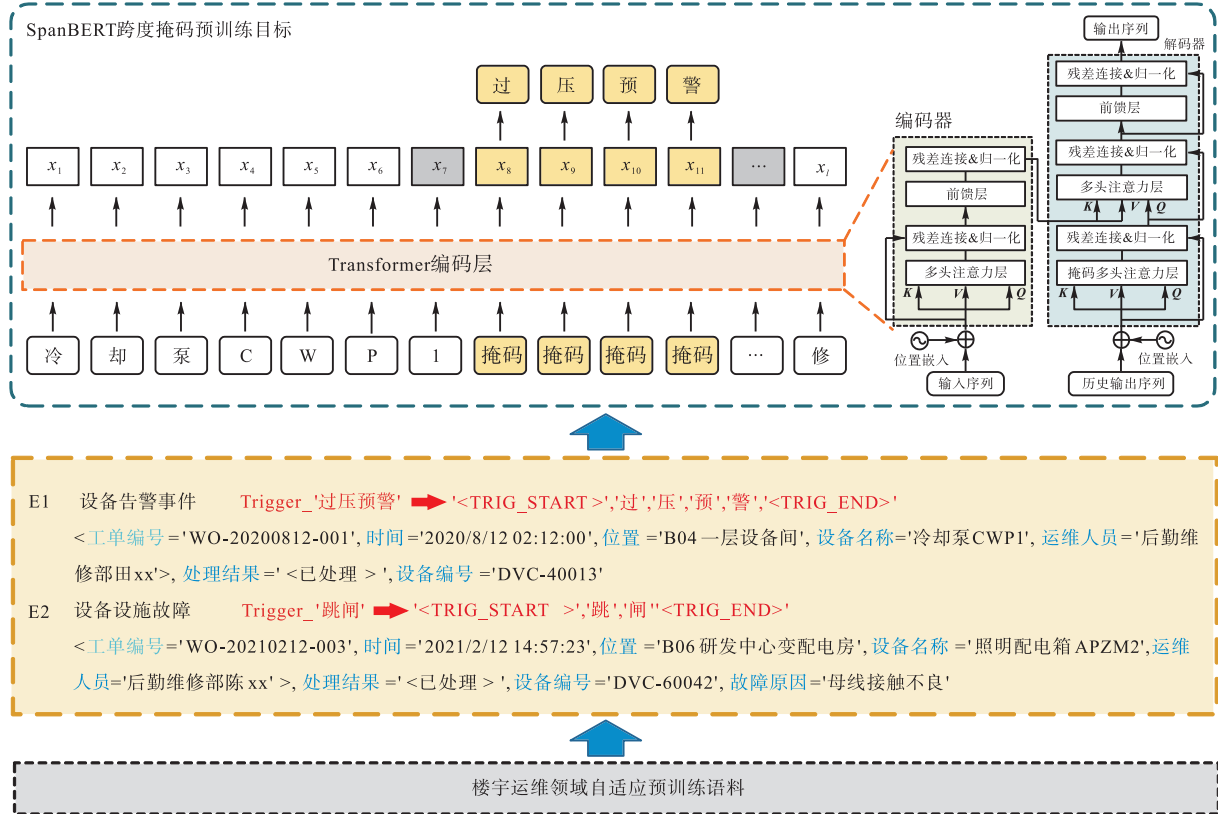 SpanBERT跨度掩码预训练目标
过 压 预 警
x1 x2 x3 x4 x5 x6 x7 x8 x9 x10 x11 … xl
Transformer编码层
冷 却 泵 C W P 1 掩码 掩码 掩码 掩码 … 修
编码器
残差连接&归一化
前馈层
残差连接&归一化
多头注意力层
K V Q
位置嵌入
输入序列
输出序列
解码器
残差连接&归一化
前馈层
残差连接&归一化
多头注意力层
K V Q
残差连接&归一化
掩码多头注意力层
K V Q
位置嵌入
历史输出序列
E1 设备告警事件 Trigger_'过压预警' '<TRIG_START>','过','压','预','警','<TRIG_END>'
<工单编号='WO-20200812-001',时间='2020/8/12 02:12:00',位置='B04一层设备间',设备名称='冷却泵CWP1',运维人员='后勤维
修部田xx'>,处理结果='<已处理>',设备编号='DVC-40013'
E2 设备设施故障 Trigger_'跳闸' '<TRIG_START >','跳','闸''<TRIG_END>'
<工单编号='WO-20210212-003',时间='2021/2/12 14:57:23',位置='B06研发中心变配电房',设备名称='照明配电箱APZM2',运维
人员='后勤维修部陈xx'>,处理结果='<已处理>',设备编号='DVC-60042',故障原因='母线接触不良'
楼宇运维领域自适应预训练语料